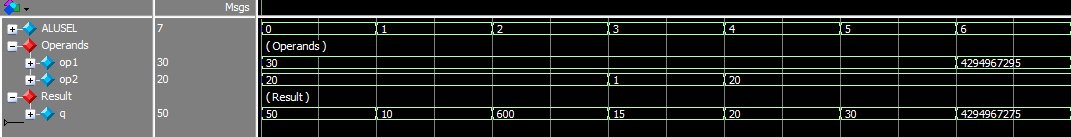 Msgs
ALUSEL 7 0 1 2 3 4 5 6
Operands ( Operands )
op1 30 30 4294967295
op2 20 20 1 20
Result ( Result )
q 50 50 10 600 15 20 30 4294967275